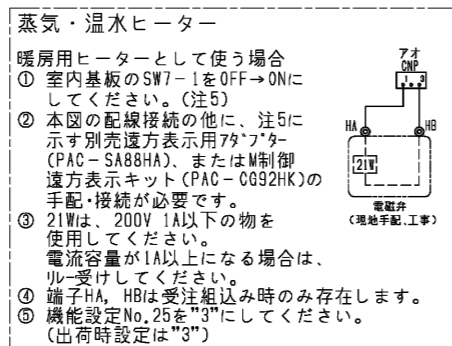 蒸気・温水ヒーター
暖房用ヒーターとして使う場合
① 室内基板のSW7-1をOFF→ONに
してください。(注5)
② 本図の配線接続の他に、注5に
示す別売遠方表示用アダプター
(PAC-SA88HA)、またはM制御
遠方表示キット(PAC-CG92HK)の
手配・接続が必要です。
③ 21Wは、200V 1A以下の物を
使用してください。
電流容量が1A以上になる場合は、
リレー受けしてください。
④ 端子HA, HBは受注組込み時のみ存在します。
⑤ 機能設定No.25を"3"にしてください。
(出荷時設定は"3")
アオ
CNP
1 3
HA
HB
21W
電磁弁
(現地手配.工事)